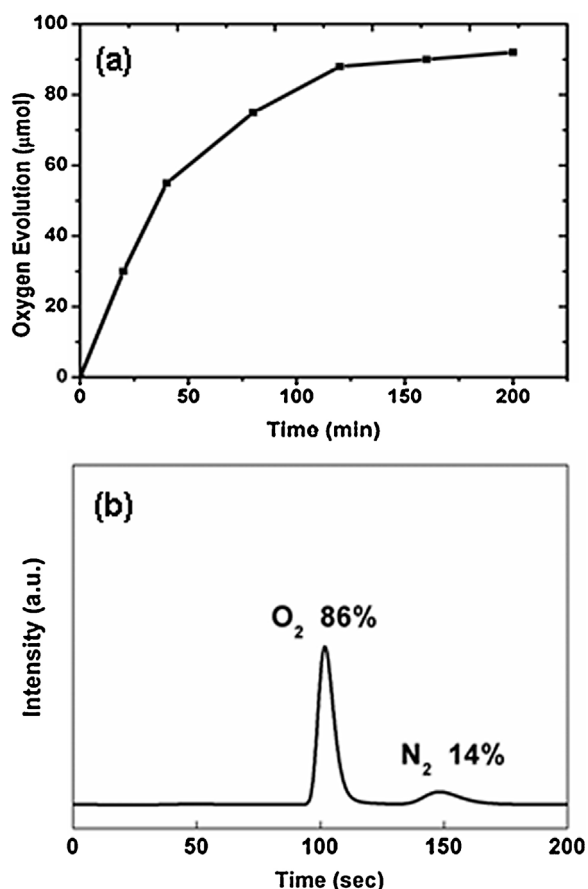 {a}
100
80
60
40
20
0
Oxygen Evolution (µmol)
0 50 100 150 200
Time (min)
{b}
O2 86%
N2 14%
Intensity (a.u.)
0 50 100 150 200
Time (sec)